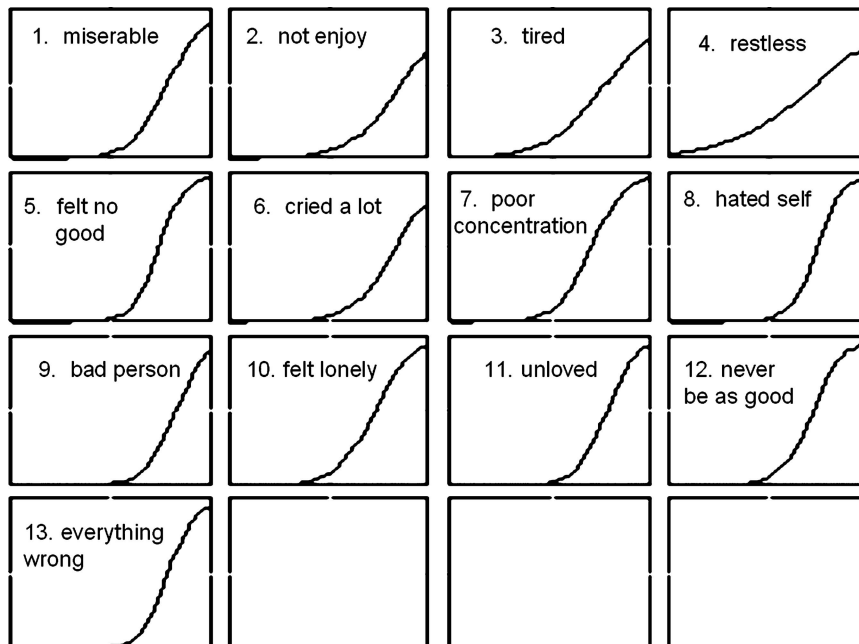 1. miserable
2. not enjoy
3. tired
4. restless
5. felt no
good
6. cried a lot
7. poor
concentration
8. hated self
9. bad person
10. felt lonely
11. unloved
12. never
be as good
13. everything
wrong